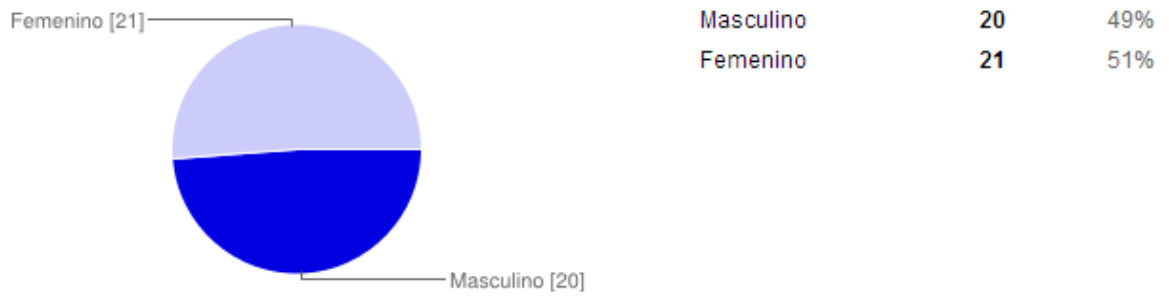 Femenino [21]
Masculino 20 49%
Femenino 21 51%
Masculino [20]